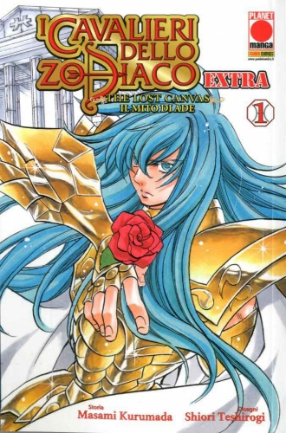 I CAVALIERI
DELLO
ZODIACO
EXTRA
THE LOST CANVAS
IL MITO DI ADE
1
PLANET
manga
Storia
Masami Kurumada
Disegni
Shiori Teshirogi